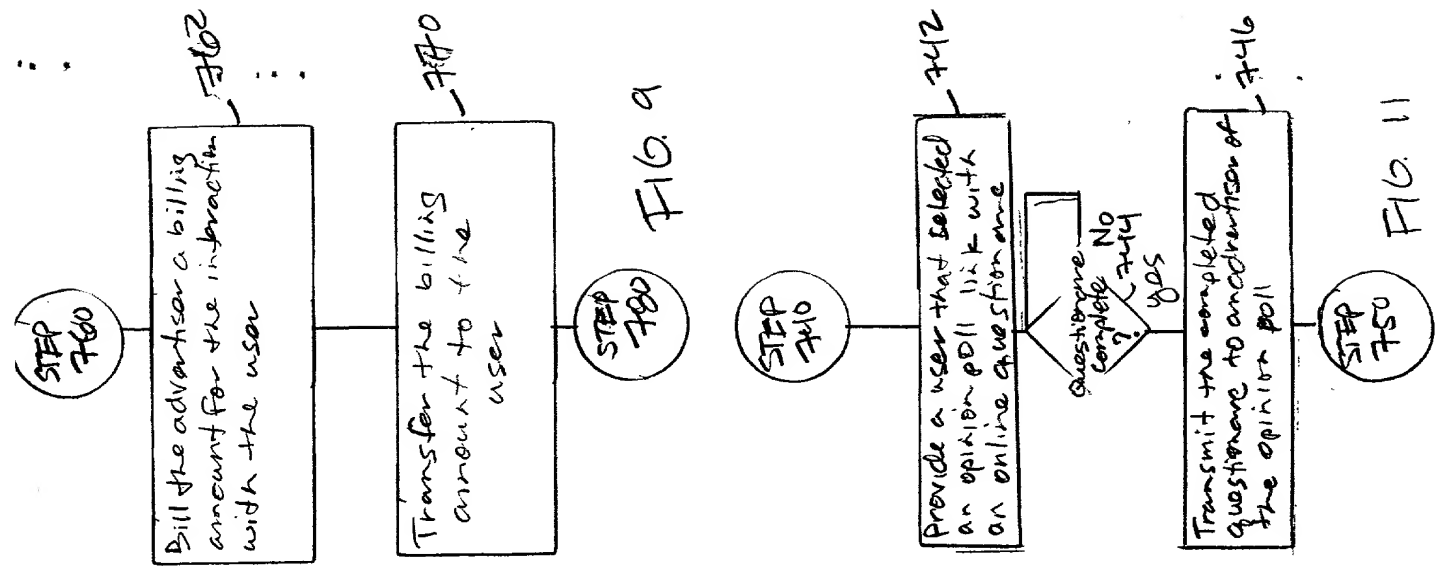 STEP
760
Bill the advertiser a billing
amount for the interaction
with the user
762
Transfer the billing
amount to the
user
770
STEP
780
FIG. 9
STEP
740
Provide a user that selected
an opinion poll link with
an online questionare
742
Questionare
complete
?
No
744
yes
Transmit the completed
questionare to an advertiser of
the opinion poll
746
STEP
750
FIG. 11